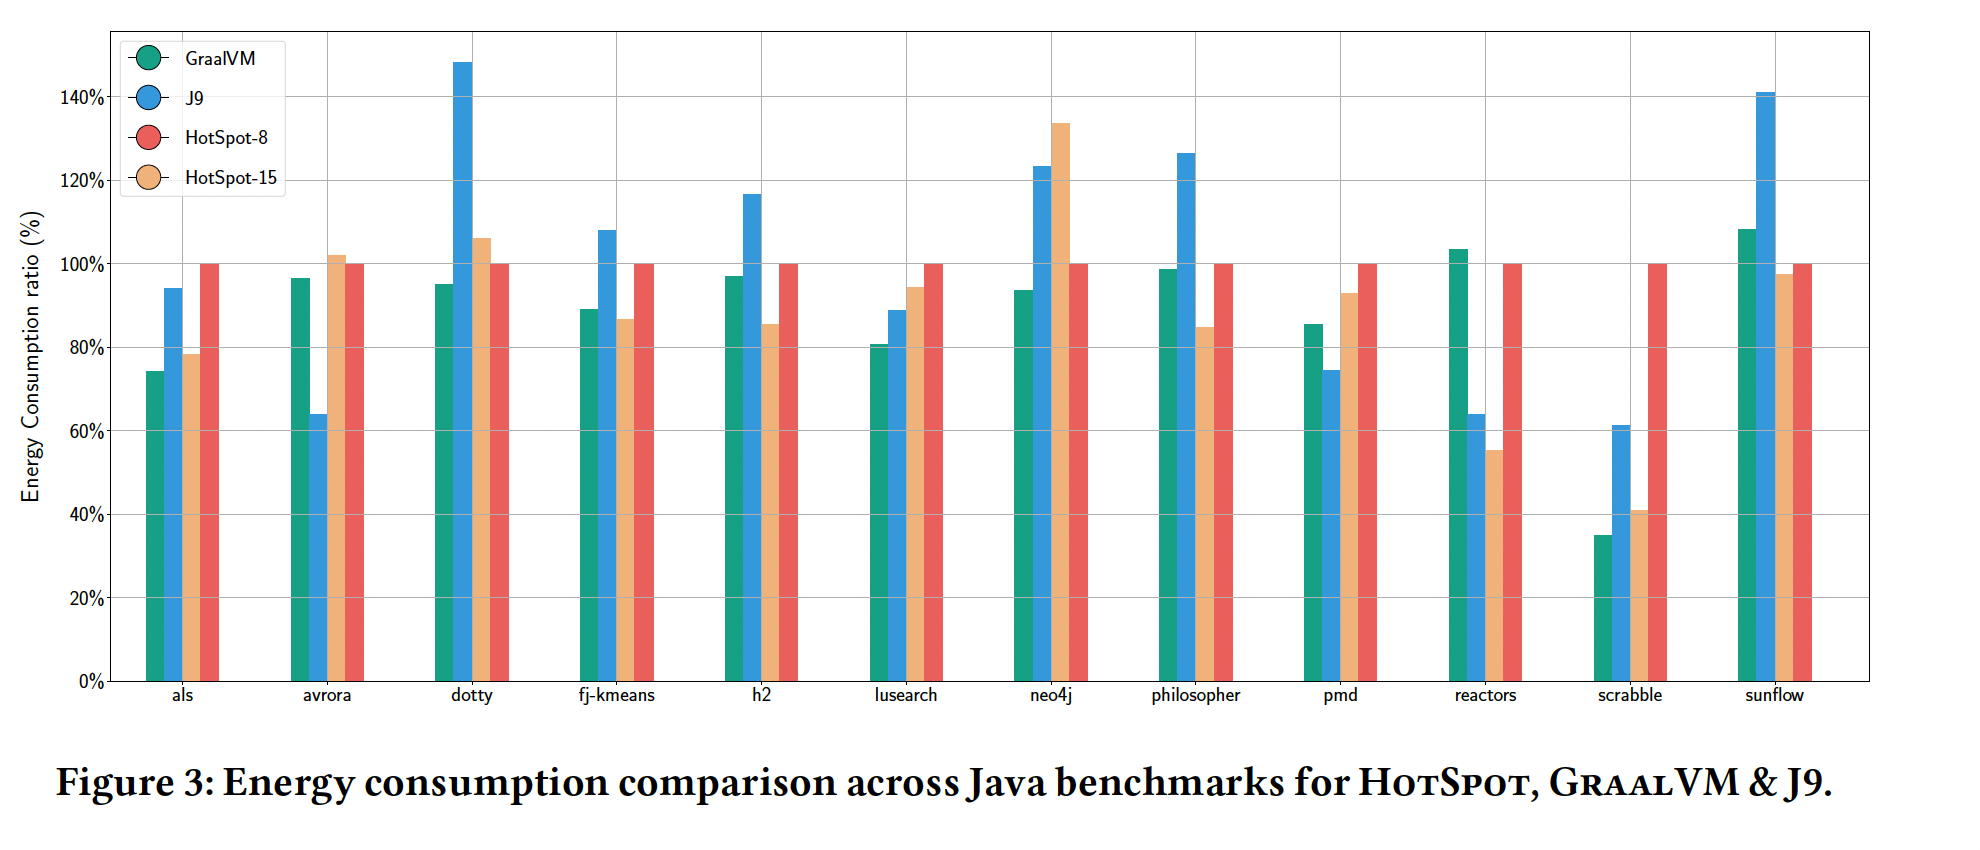 GraalVM
J9
HotSpot-8
HotSpot-15
Energy Consumption ratio (%)
140%
120%
100%
80%
60%
40%
20%
0%
als avrora dotty fj-kmeans h2 lusearch neo4j philosopher pmd reactors scrabble sunflow
Figure 3: Energy consumption comparison across Java benchmarks for HotSpot, GraalVM & J9.